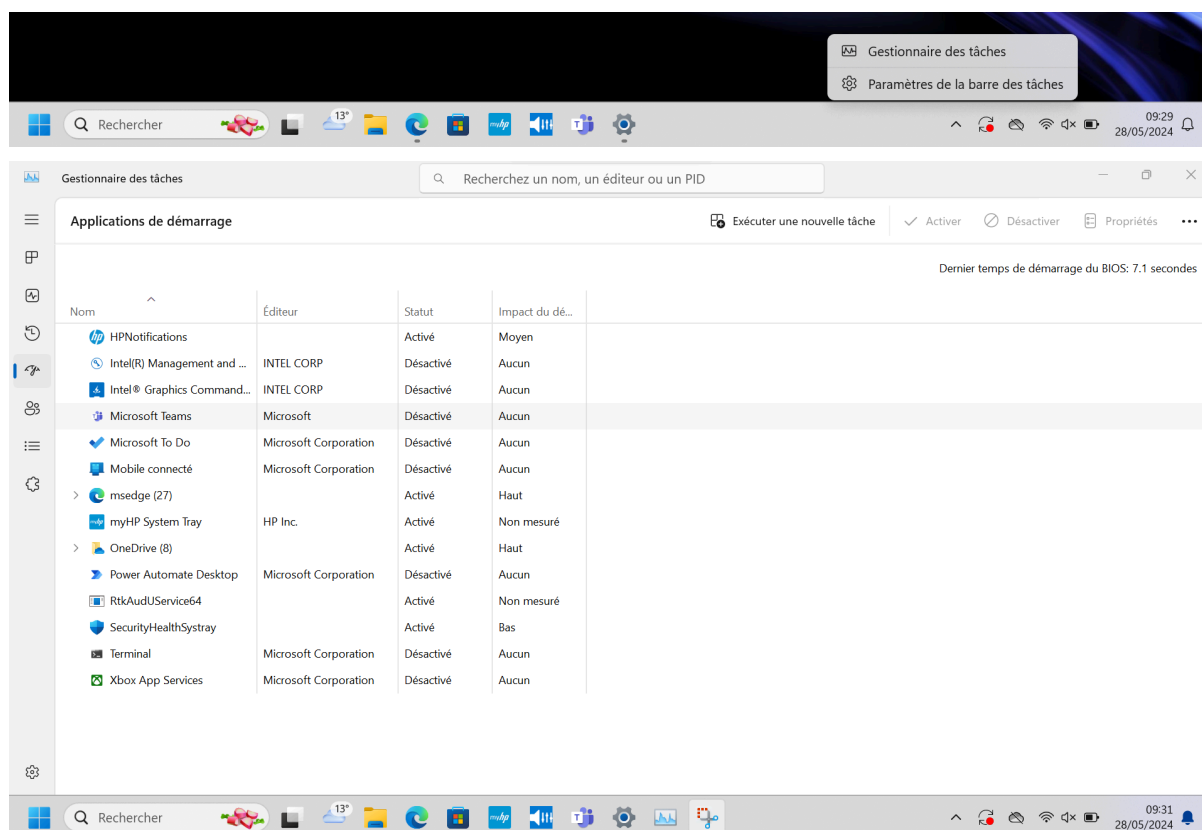 Gestionnaire des tâches
Paramètres de la barre des tâches
Rechercher
13°
myhp
09:29
28/05/2024
Gestionnaire des tâches
Recherchez un nom, un éditeur ou un PID
Applications de démarrage
Exécuter une nouvelle tâche
Activer
Désactiver
Propriétés
Dernier temps de démarrage du BIOS: 7.1 secondes
Nom Éditeur Statut Impact du dé...
HPNotifications Activé Moyen
Intel(R) Management and ... INTEL CORP Désactivé Aucun
Intel® Graphics Command... INTEL CORP Désactivé Aucun
Microsoft Teams Microsoft Désactivé Aucun
Microsoft To Do Microsoft Corporation Désactivé Aucun
Mobile connecté Microsoft Corporation Désactivé Aucun
msedge (27) Activé Haut
myHP System Tray HP Inc. Activé Non mesuré
OneDrive (8) Activé Haut
Power Automate Desktop Microsoft Corporation Désactivé Aucun
RtkAudUService64 Activé Non mesuré
SecurityHealthSystray Activé Bas
Terminal Microsoft Corporation Désactivé Aucun
Xbox App Services Microsoft Corporation Désactivé Aucun
Rechercher
13°
myhp
09:31
28/05/2024